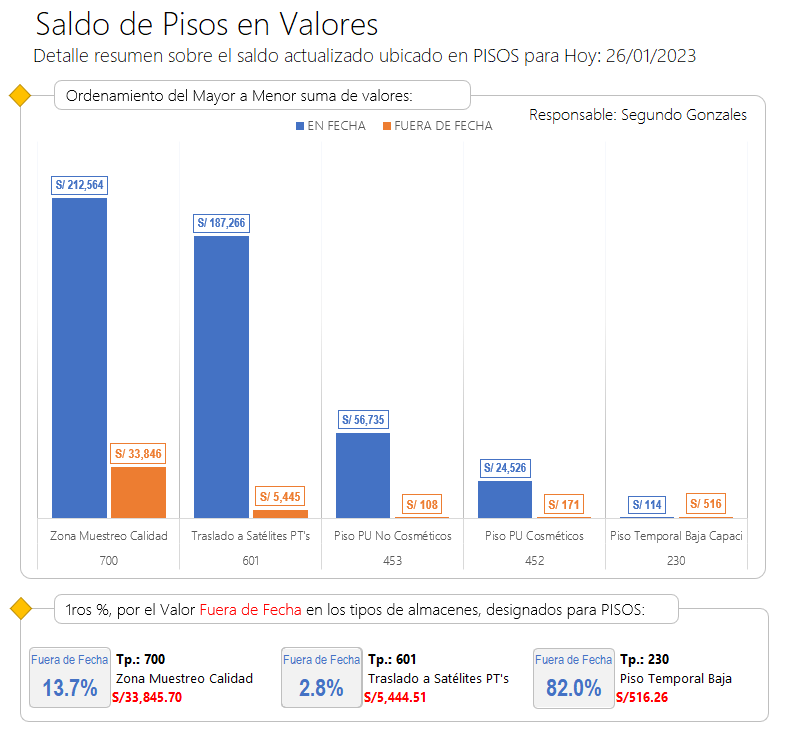 Saldo de Pisos en Valores
Detalle resumen sobre el saldo actualizado ubicado en PISOS para Hoy: 26/01/2023
Ordenamiento del Mayor a Menor suma de valores:
Responsable: Segundo Gonzales
EN FECHA FUERA DE FECHA
S/ 212,564
S/ 187,266
S/ 56,735
S/ 33,846
S/ 24,526
S/ 5,445
S/ 108
S/ 171
S/ 114
S/ 516
Zona Muestreo Calidad Traslado a Satélites PT's Piso PU No Cosméticos Piso PU Cosméticos Piso Temporal Baja Capaci
700 601 453 452 230
1ros %, por el Valor Fuera de Fecha en los tipos de almacenes, designados para PISOS:
Fuera de Fecha
13.7%
Tp.: 700
Zona Muestreo Calidad
S/33,845.70
Fuera de Fecha
2.8%
Tp.: 601
Traslado a Satélites PT's
S/5,444.51
Fuera de Fecha
82.0%
Tp.: 230
Piso Temporal Baja
S/516.26